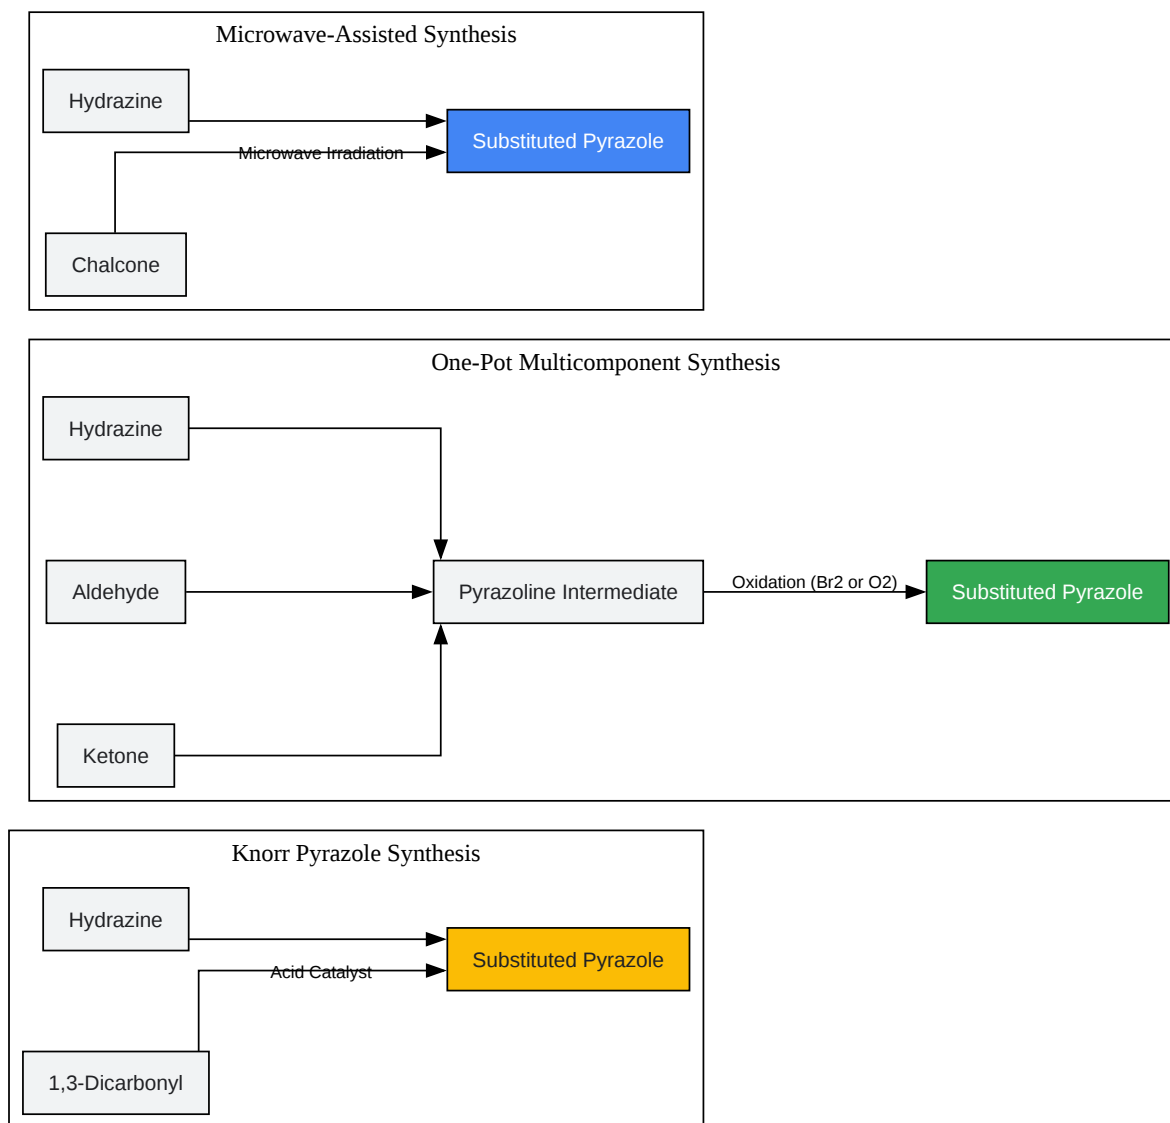 Microwave-Assisted Synthesis
Hydrazine
Substituted Pyrazole
Microwave Irradiation
Chalcone
One-Pot Multicomponent Synthesis
Hydrazine
Aldehyde
Pyrazoline Intermediate
Oxidation (Br2 or O2)
Substituted Pyrazole
Ketone
Knorr Pyrazole Synthesis
Hydrazine
Substituted Pyrazole
Acid Catalyst
1,3-Dicarbonyl